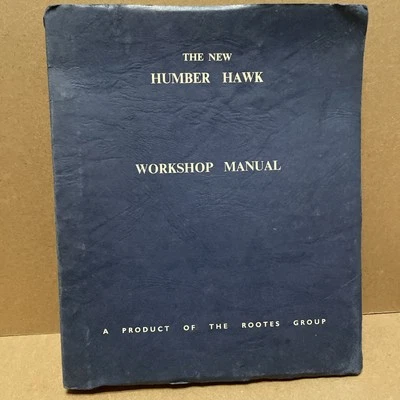 THE NEW
HUMBER HAWK
WORKSHOP MANUAL
A PRODUCT OF THE ROOTES GROUP